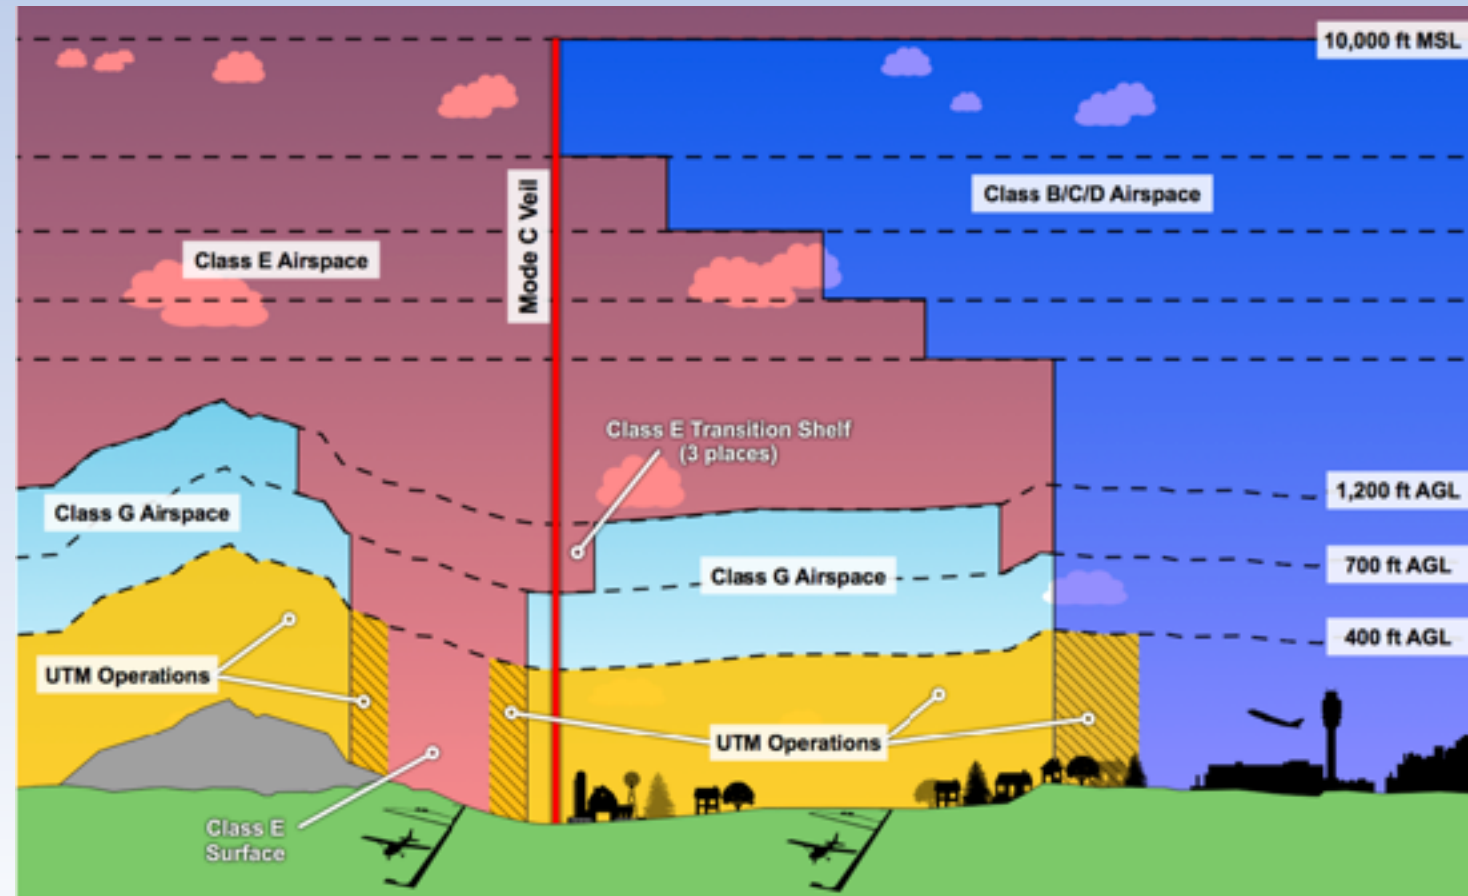 10,000 ft MSL
Class B/C/D Airspace
Mode C Veil
Class E Airspace
Class E Transition Shelf
(3 places)
1,200 ft AGL
Class G Airspace
700 ft AGL
Class G Airspace
400 ft AGL
UTM Operations
UTM Operations
Class E
Surface